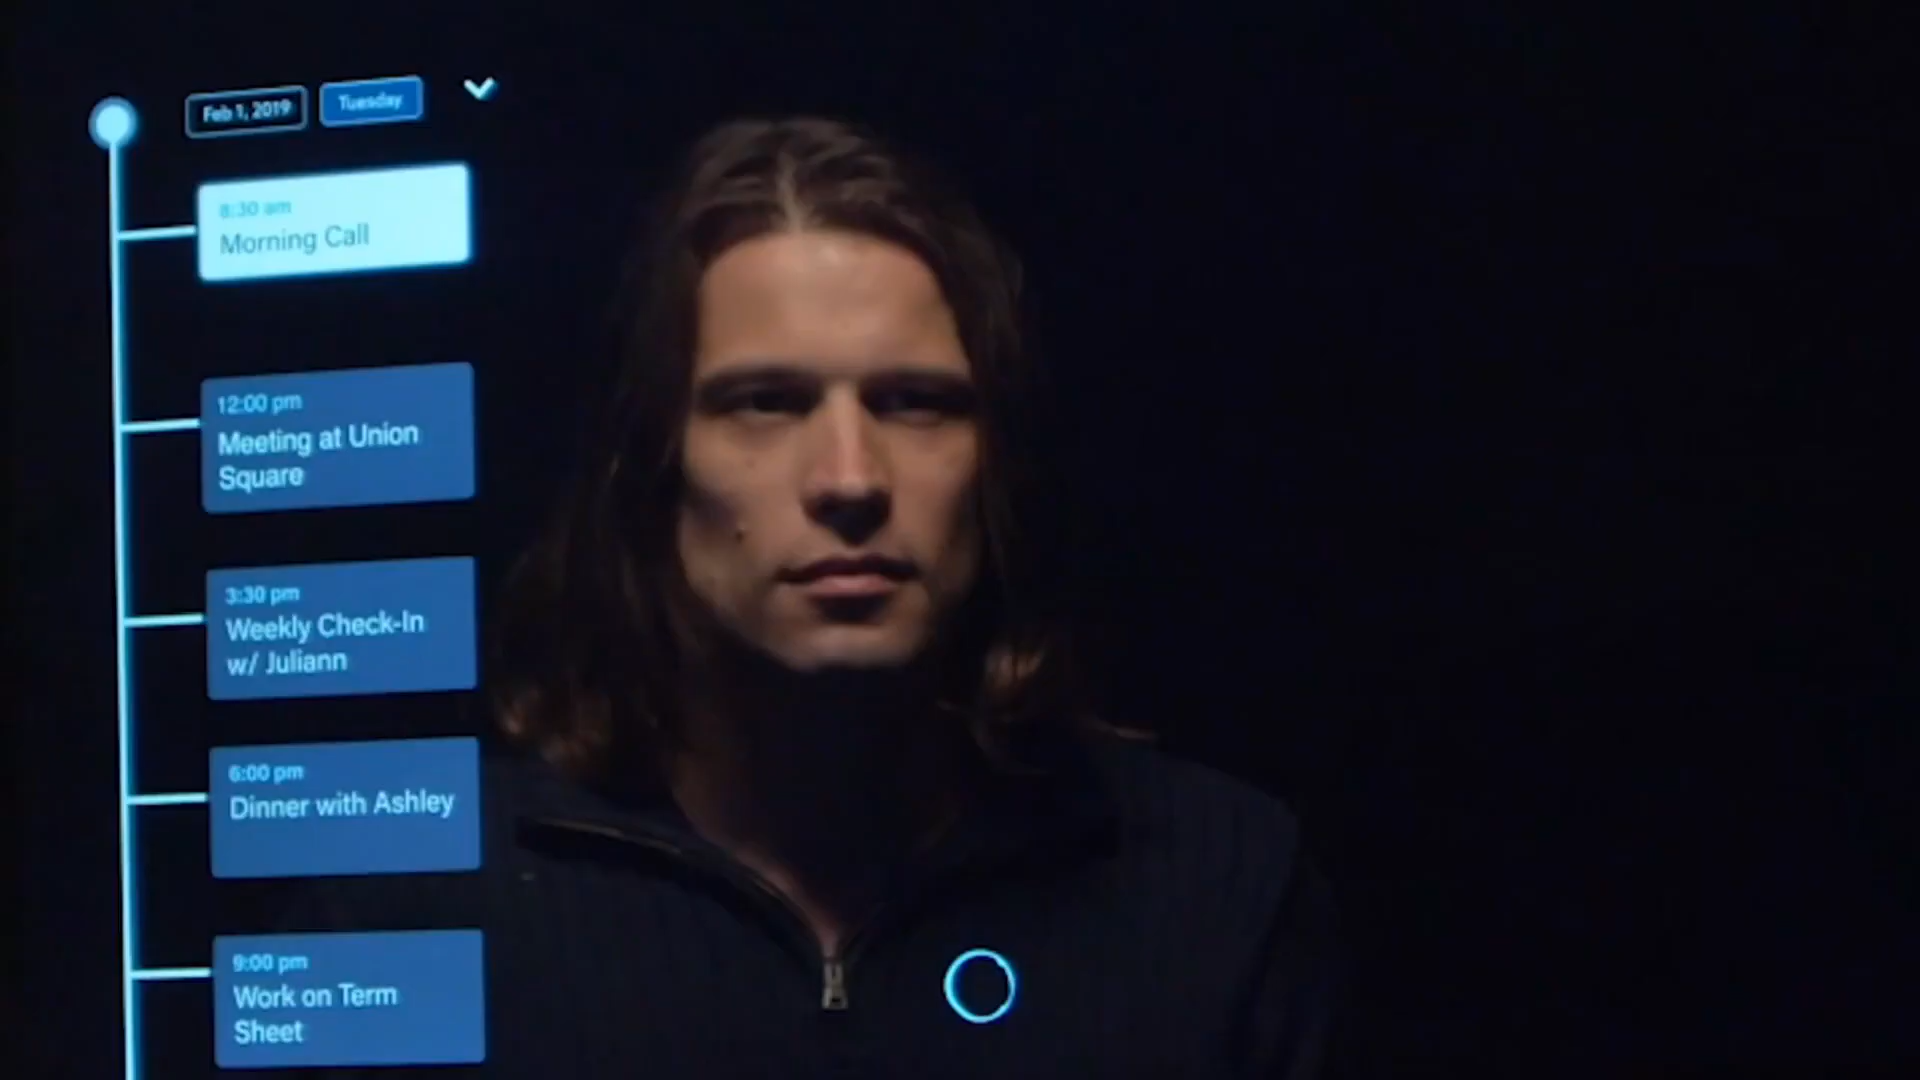 Feb 1, 2019
Tuesday
8:30 am
Morning Call
12:00 pm
Meeting at Union
Square
3:30 pm
Weekly Check-In
w/ Juliann
6:00 pm
Dinner with Ashley
9:00 pm
Work on Term
Sheet